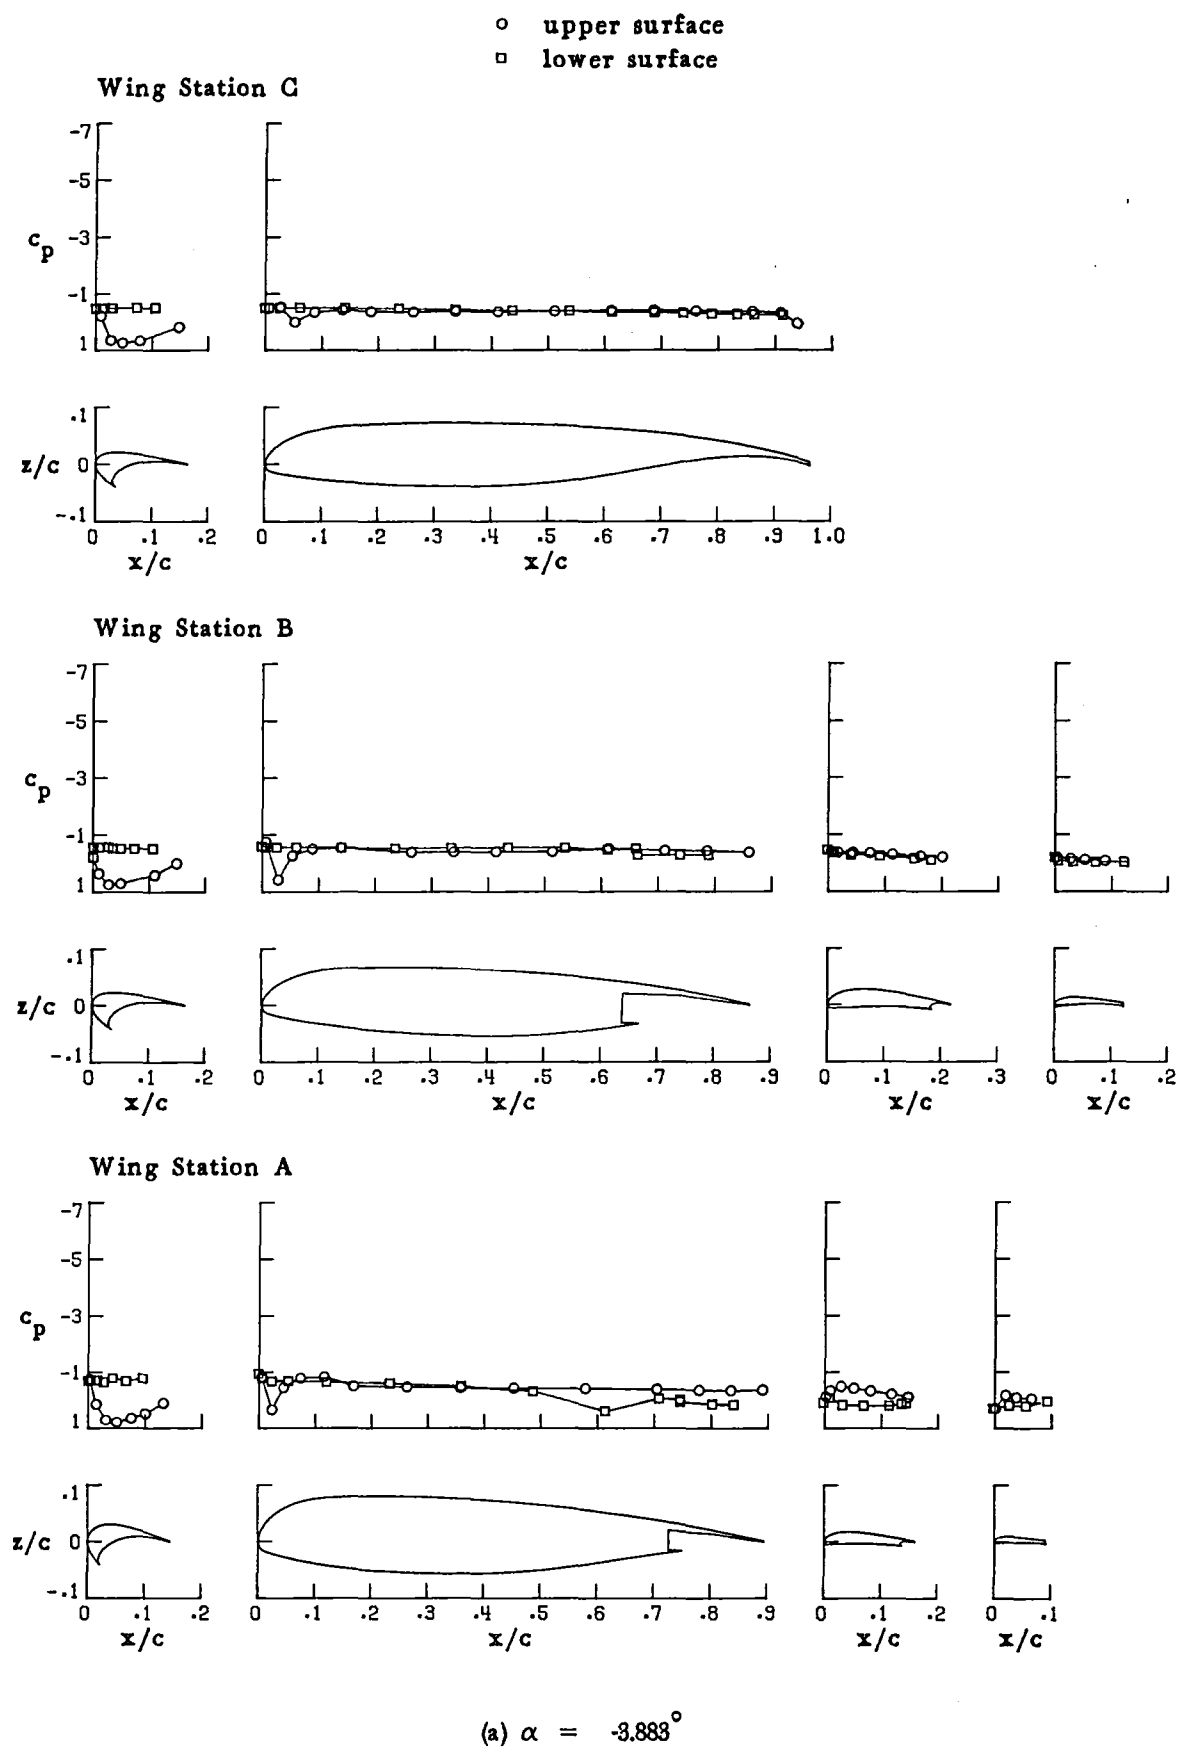 upper surface
lower surface
Wing Station C
-7
-5
c_p -3
-1
1
.1
z/c 0
-.1
0 .1 .2 0 .1 .2 .3 .4 .5 .6 .7 .8 .9 1.0
x/c x/c
Wing Station B
-7
-5
c_p -3
-1
1
.1
z/c 0
-.1
0 .1 .2 0 .1 .2 .3 .4 .5 .6 .7 .8 .9 0 .1 .2 .3 0 .1 .2
x/c x/c x/c x/c
Wing Station A
-7
-5
c_p -3
-1
1
.1
z/c 0
-.1
0 .1 .2 0 .1 .2 .3 .4 .5 .6 .7 .8 .9 0 .1 .2 0 .1
x/c x/c x/c x/c
(a) α = -3.883°